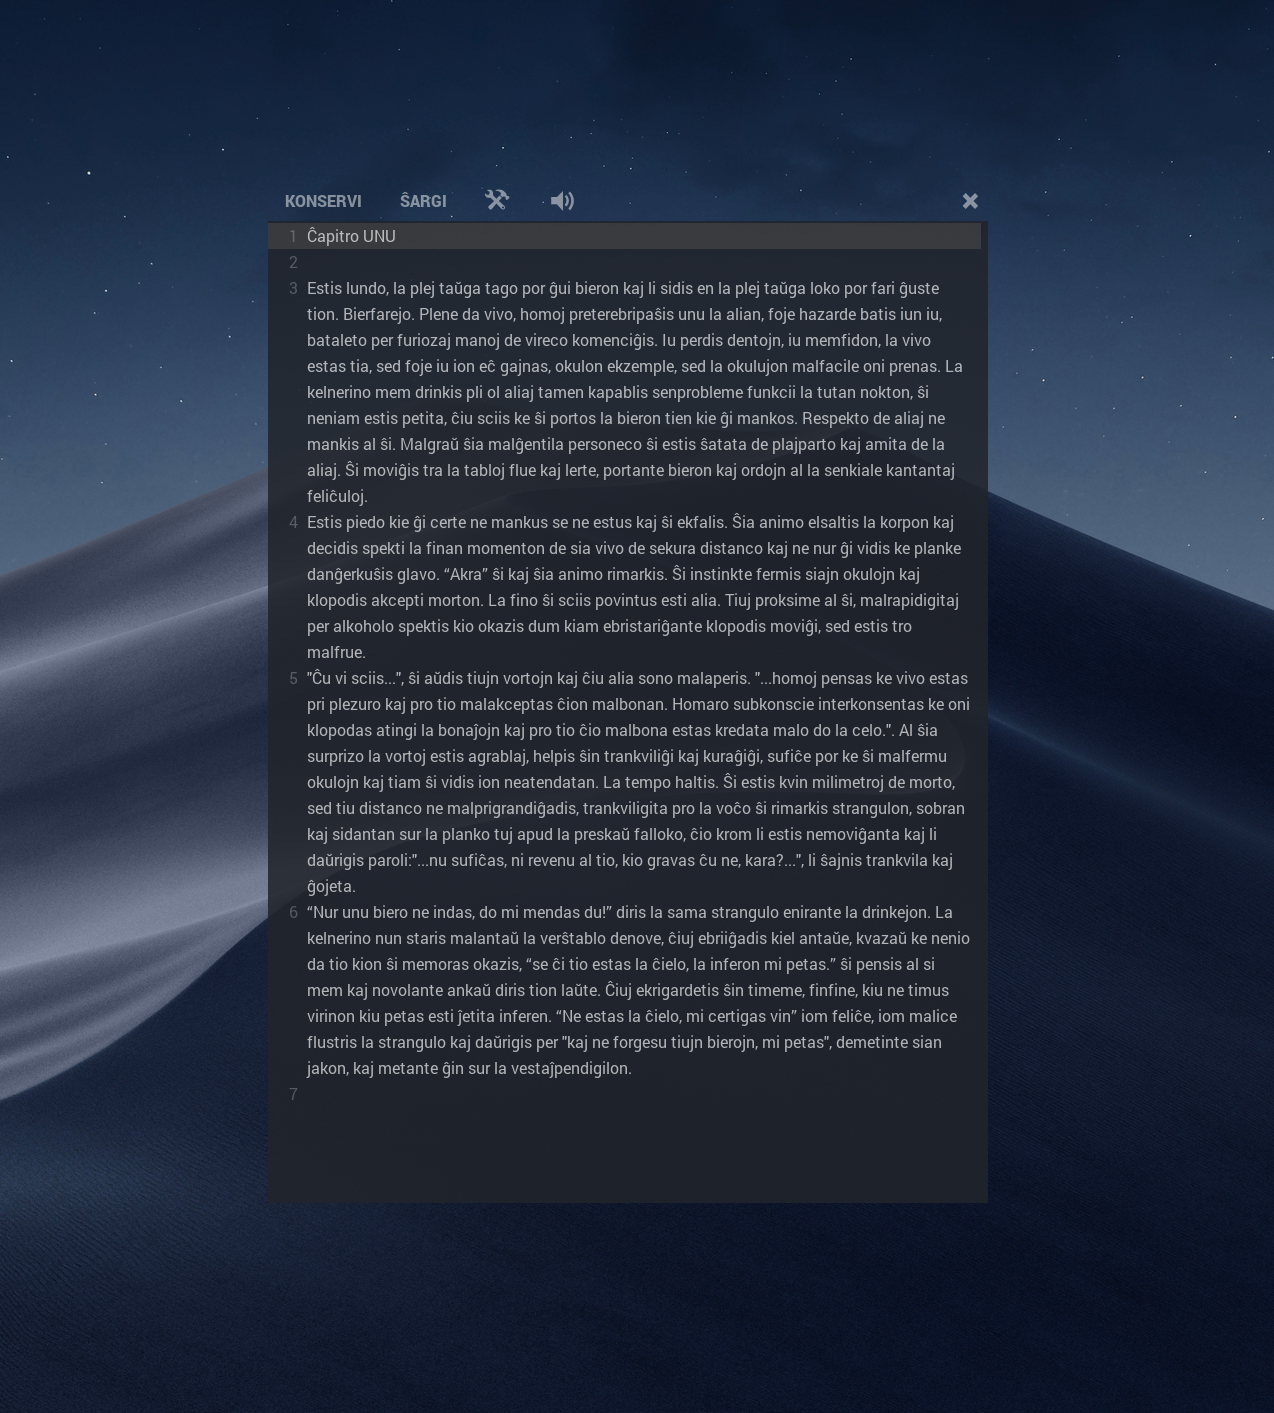 KONSERVI ŜARGI
1 Ĉapitro UNU
2
3 Estis lundo, la plej taŭga tago por ĝui bieron kaj li sidis en la plej taŭga loko por fari ĝuste
tion. Bierfarejo. Plene da vivo, homoj preterebripaŝis unu la alian, foje hazarde batis iun iu,
bataleto per furiozaj manoj de vireco komenciĝis. Iu perdis dentojn, iu memfidon, la vivo
estas tia, sed foje iu ion eĉ gajnas, okulon ekzemple, sed la okulujon malfacile oni prenas. La
kelnerino mem drinkis pli ol aliaj tamen kapablis senprobleme funkcii la tutan nokton, ŝi
neniam estis petita, ĉiu sciis ke ŝi portos la bieron tien kie ĝi mankos. Respekto de aliaj ne
mankis al ŝi. Malgraŭ ŝia malĝentila personeco ŝi estis ŝatata de plajparto kaj amita de la
aliaj. Ŝi moviĝis tra la tabloj flue kaj lerte, portante bieron kaj ordojn al la senkiale kantantaj
feliĉuloj.
4 Estis piedo kie ĝi certe ne mankus se ne estus kaj ŝi ekfalis. Ŝia animo elsaltis la korpon kaj
decidis spekti la finan momenton de sia vivo de sekura distanco kaj ne nur ĝi vidis ke planke
danĝerkuŝis glavo. “Akra” ŝi kaj ŝia animo rimarkis. Ŝi instinkte fermis siajn okulojn kaj
klopodis akcepti morton. La fino ŝi sciis povintus esti alia. Tiuj proksime al ŝi, malrapidigitaj
per alkoholo spektis kio okazis dum kiam ebristariĝante klopodis moviĝi, sed estis tro
malfrue.
5 "Ĉu vi sciis...", ŝi aŭdis tiujn vortojn kaj ĉiu alia sono malaperis. "...homoj pensas ke vivo estas
pri plezuro kaj pro tio malakceptas ĉion malbonan. Homaro subkonscie interkonsentas ke oni
klopodas atingi la bonaĵojn kaj pro tio ĉio malbona estas kredata malo do la celo.". Al ŝia
surprizo la vortoj estis agrablaj, helpis ŝin trankviliĝi kaj kuraĝiĝi, sufiĉe por ke ŝi malfermu
okulojn kaj tiam ŝi vidis ion neatendatan. La tempo haltis. Ŝi estis kvin milimetroj de morto,
sed tiu distanco ne malprigrandiĝadis, trankviligita pro la voĉo ŝi rimarkis strangulon, sobran
kaj sidantan sur la planko tuj apud la preskaŭ falloko, ĉio krom li estis nemoviĝanta kaj li
daŭrigis paroli:"...nu sufiĉas, ni revenu al tio, kio gravas ĉu ne, kara?...", li ŝajnis trankvila kaj
ĝojeta.
6 “Nur unu biero ne indas, do mi mendas du!” diris la sama strangulo enirante la drinkejon. La
kelnerino nun staris malantaŭ la verŝtablo denove, ĉiuj ebriiĝadis kiel antaŭe, kvazaŭ ke nenio
da tio kion ŝi memoras okazis, “se ĉi tio estas la ĉielo, la inferon mi petas.” ŝi pensis al si
mem kaj novolante ankaŭ diris tion laŭte. Ĉiuj ekrigardetis ŝin timeme, finfine, kiu ne timus
virinon kiu petas esti ĵetita inferen. “Ne estas la ĉielo, mi certigas vin” iom feliĉe, iom malice
flustris la strangulo kaj daŭrigis per "kaj ne forgesu tiujn bierojn, mi petas", demetinte sian
jakon, kaj metante ĝin sur la vestaĵpendigilon.
7